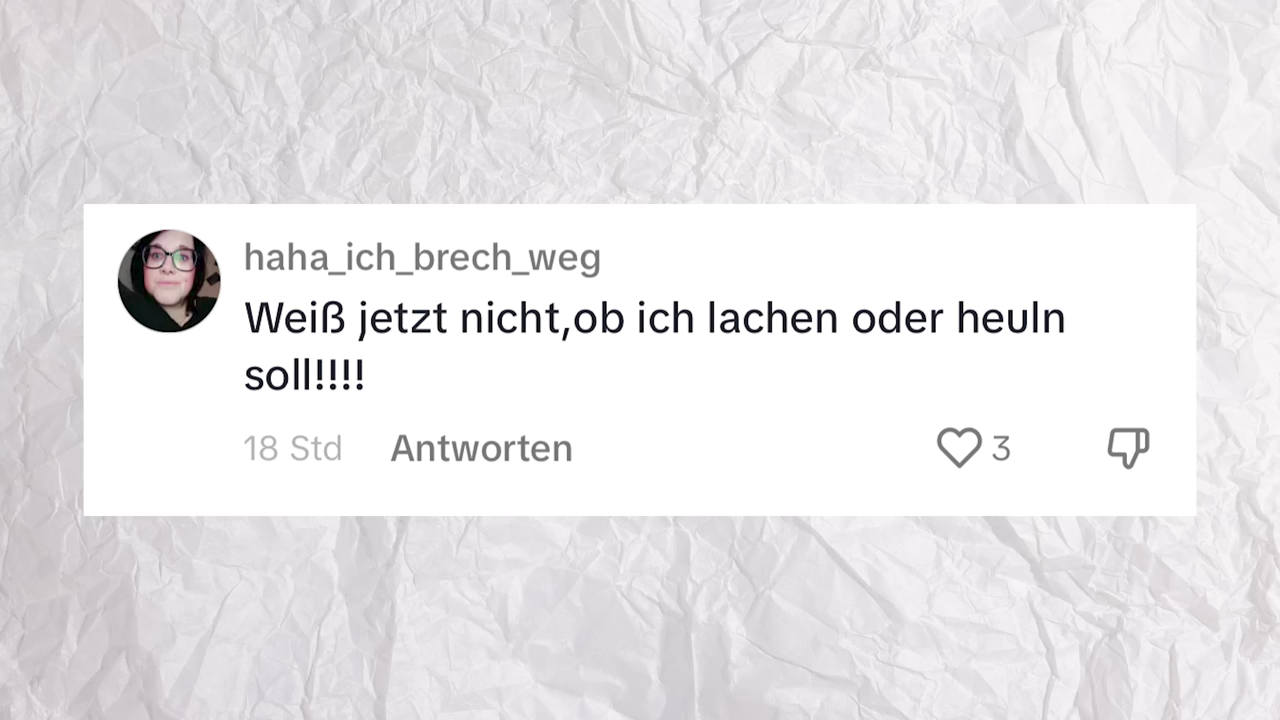 haha_ich_brech_weg
Weiß jetzt nicht,ob ich lachen oder heuln
soll!!!!
18 Std Antworten 3